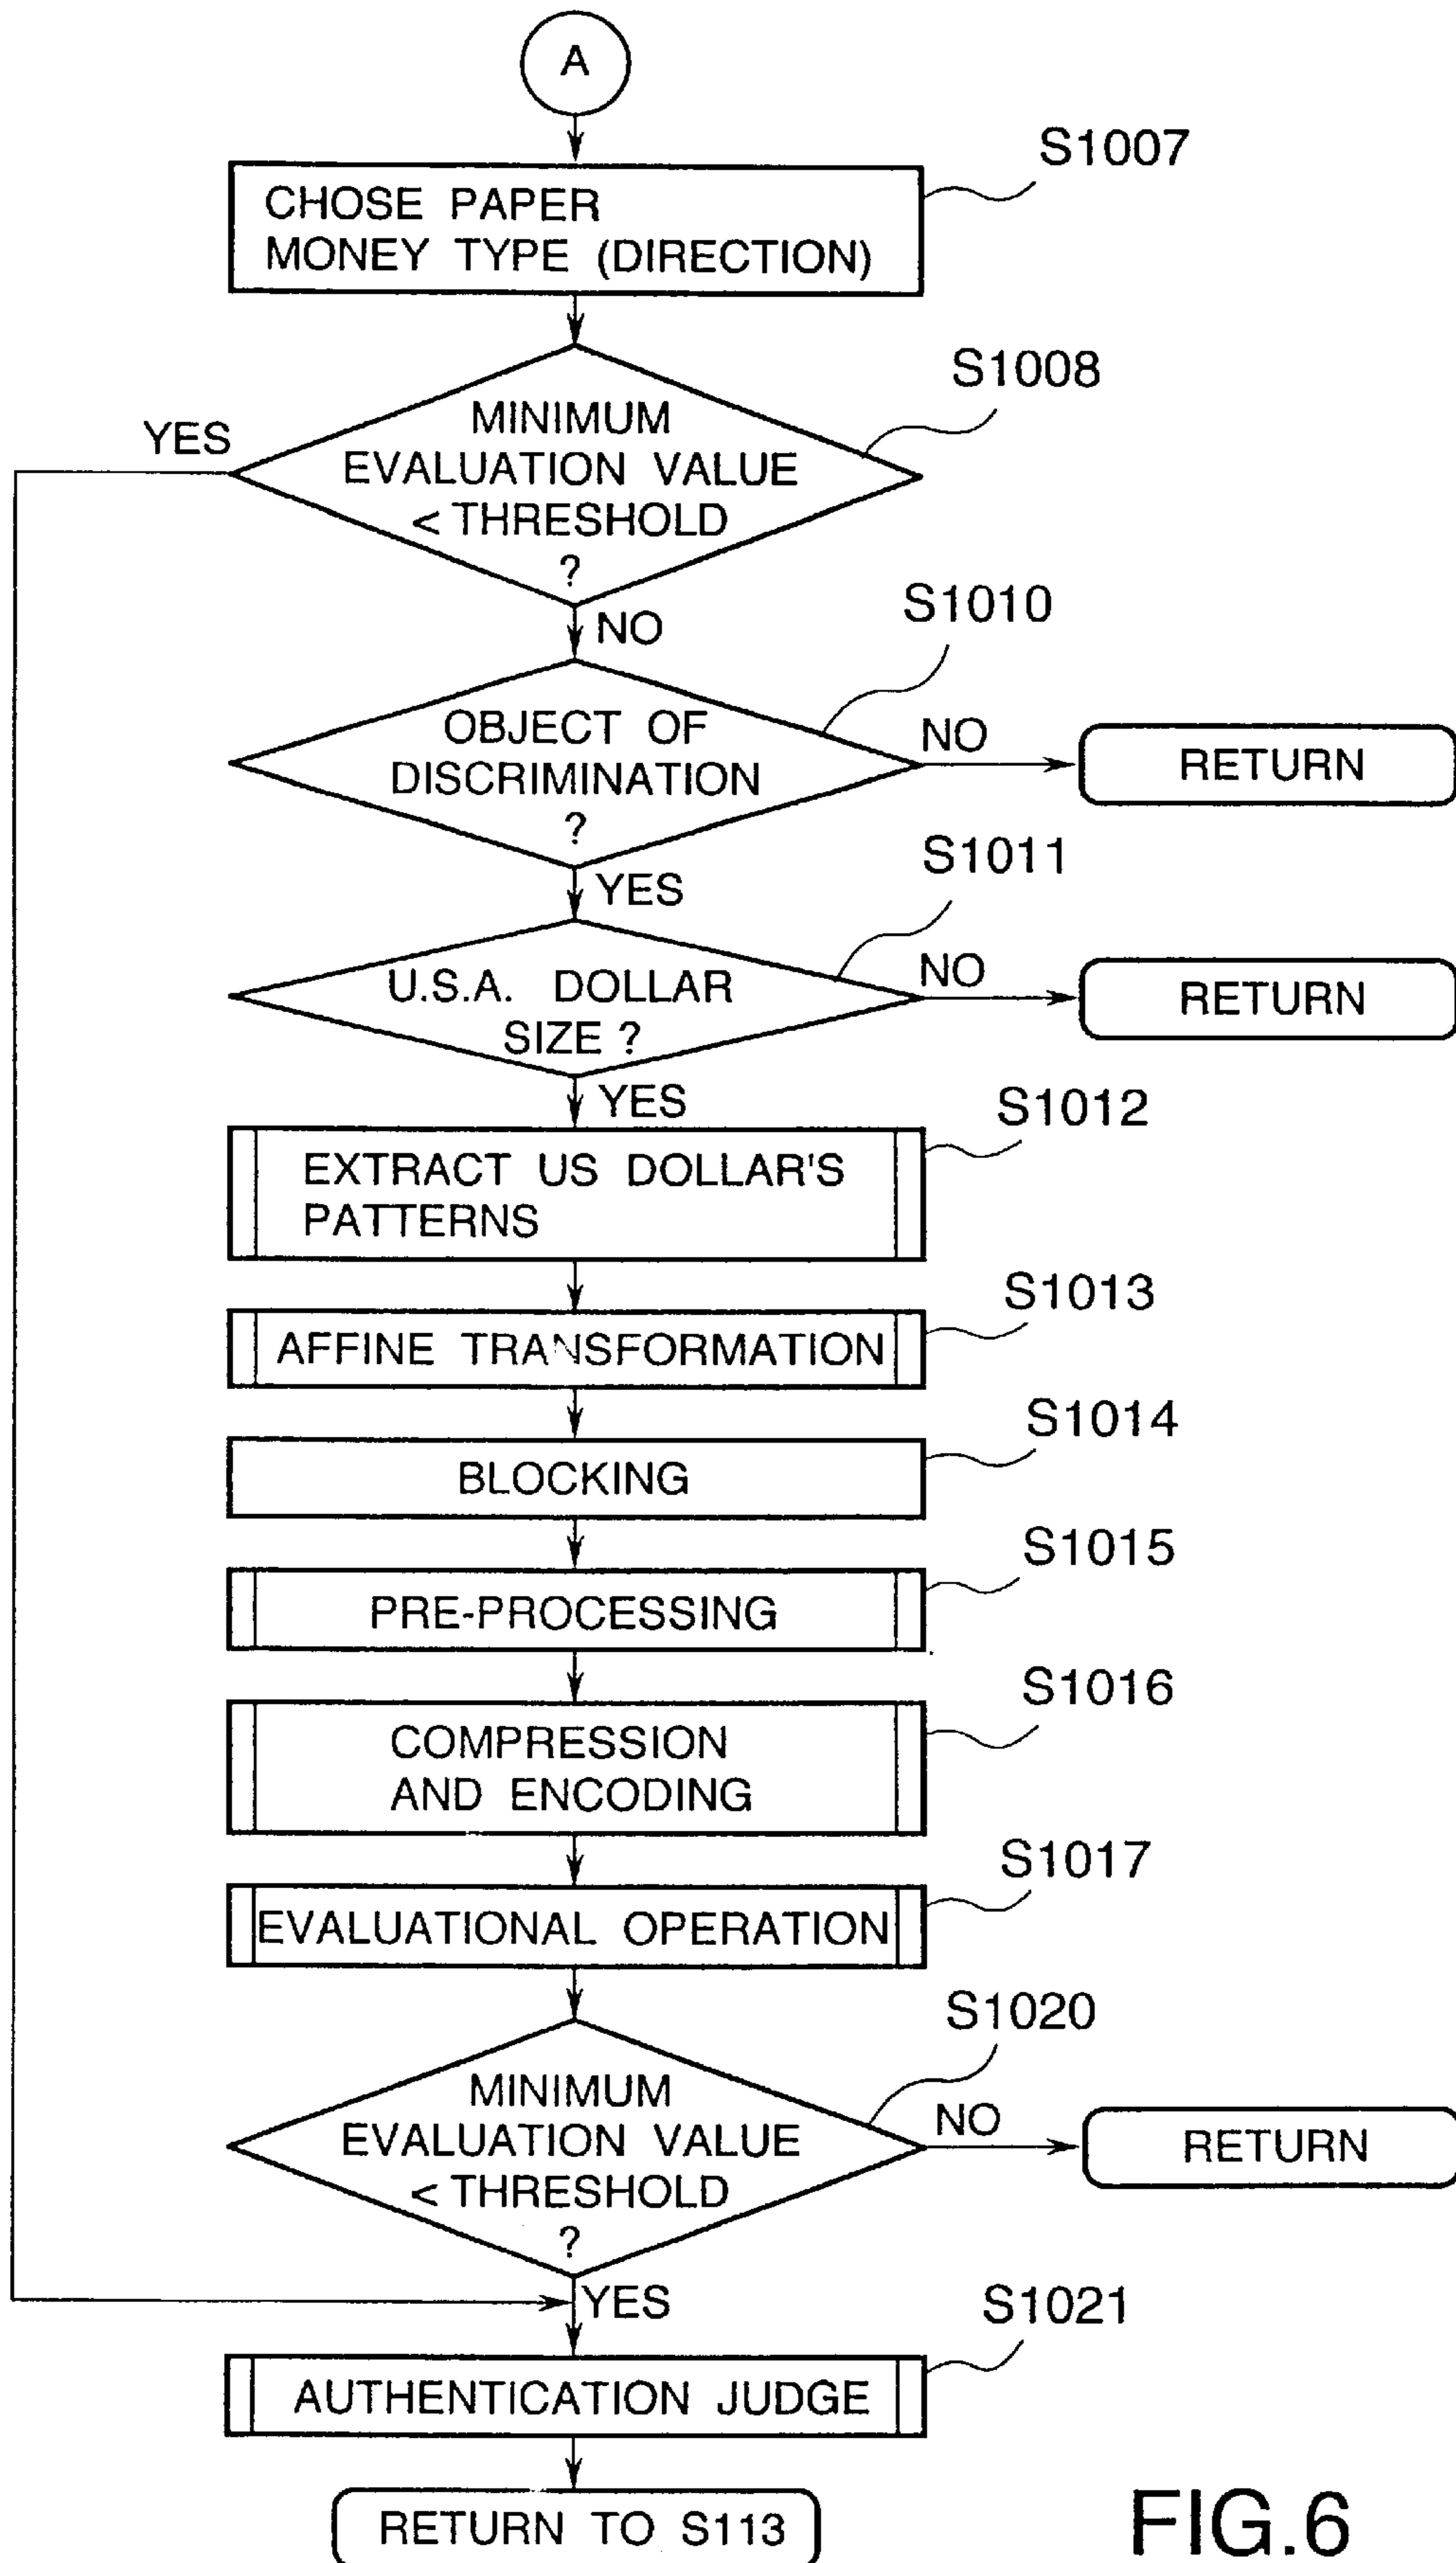 A
S1007
CHOSE PAPER
MONEY TYPE (DIRECTION)
S1008
YES
MINIMUM
EVALUATION VALUE
< THRESHOLD
?
NO
S1010
OBJECT OF
DISCRIMINATION
?
NO
RETURN
YES
S1011
U.S.A. DOLLAR
SIZE ?
NO
RETURN
YES
S1012
EXTRACT US DOLLAR'S
PATTERNS
S1013
AFFINE TRANSFORMATION
S1014
BLOCKING
S1015
PRE-PROCESSING
S1016
COMPRESSION
AND ENCODING
S1017
EVALUATIONAL OPERATION
S1020
MINIMUM
EVALUATION VALUE
< THRESHOLD
?
NO
RETURN
YES
S1021
AUTHENTICATION JUDGE
RETURN TO S113
FIG.6